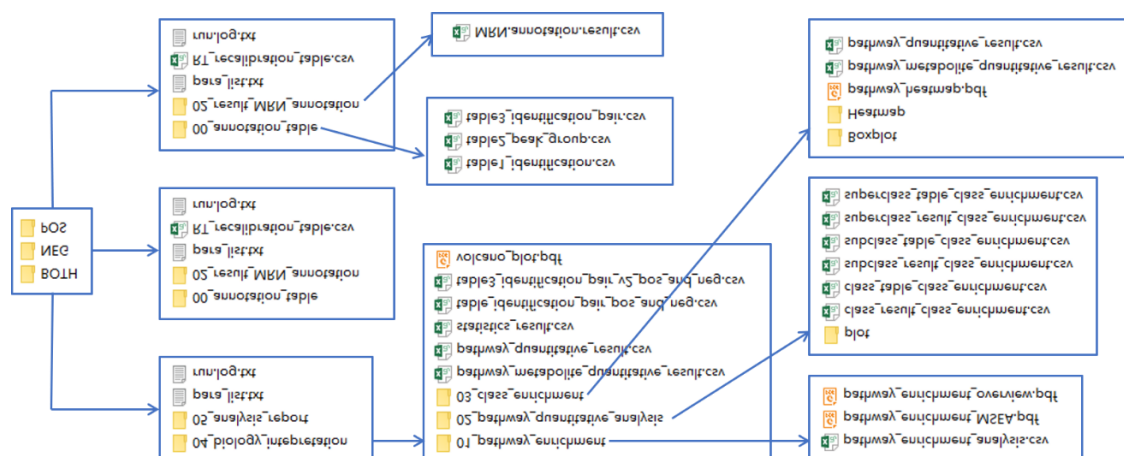 run.log.txt
RT_recalibration_table.csv
para_list.txt
02_result_MRN_annotation
00_annotation_table
MRN.annotation.result.csv
table3_identification_pair.csv
table2_peak_group.csv
table1_identification.csv
pathway_quantitative_result.csv
pathway_metabolite_quantitative_result.csv
pathway_heatmap.pdf
Heatmap
Boxplot
POS
NEG
BOTH
run.log.txt
RT_recalibration_table.csv
para_list.txt
02_result_MRN_annotation
00_annotation_table
superclass_table_class_enrichment.csv
superclass_result_class_enrichment.csv
subclass_table_class_enrichment.csv
subclass_result_class_enrichment.csv
class_table_class_enrichment.csv
class_result_class_enrichment.csv
plot
volcano_plot.pdf
table3_identification_pair_v2_pos_and_neg.csv
table_identification_pair_pos_and_neg.csv
statistics_result.csv
pathway_quantitative_result.csv
pathway_metabolite_quantitative_result.csv
03_class_enrichment
02_pathway_quantitative_analysis
01_pathway_enrichment
run.log.txt
para_list.txt
05_analysis_report
04_biology_intepretation
pathway_enrichment_overview.pdf
pathway_enrichment_MSEA.pdf
pathway_enrichment_analysis.csv